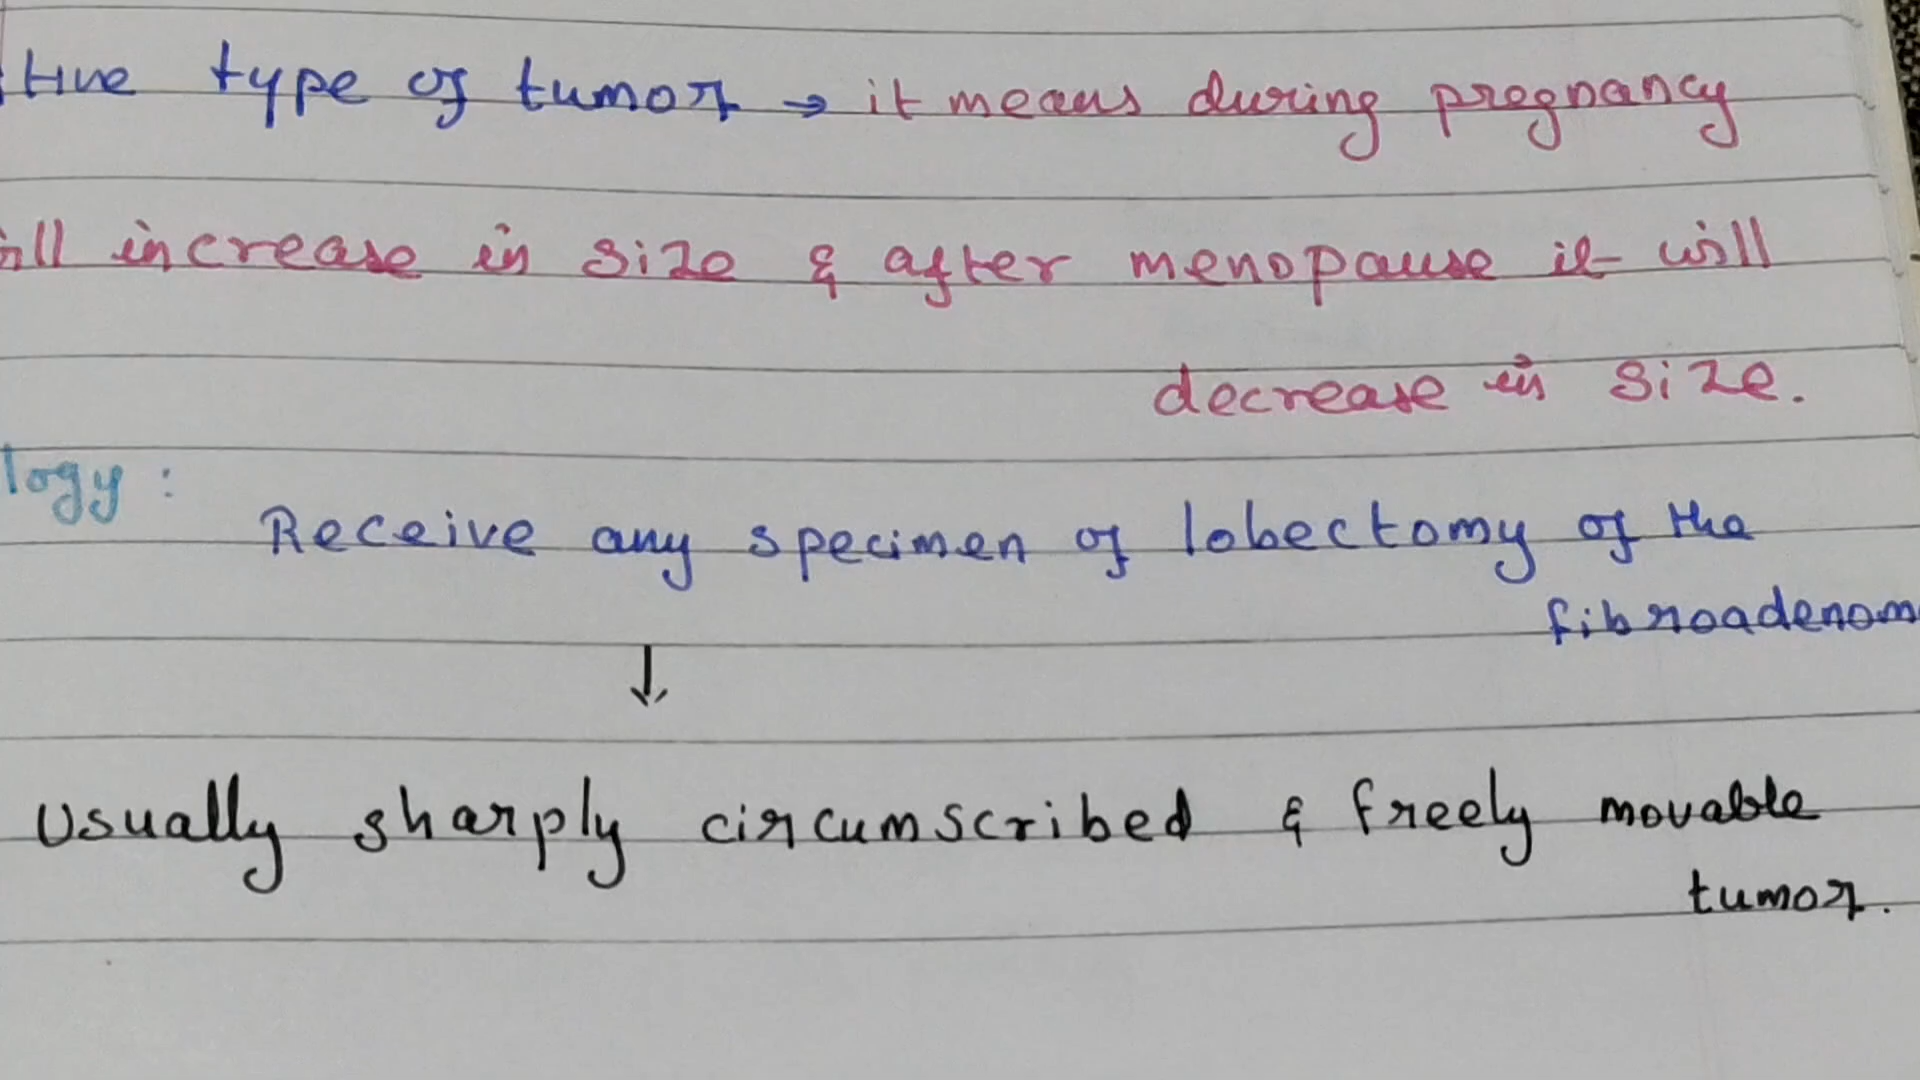 tive type of tumor → it means during pregnancy
ill increase in size & after menopause it will
decrease in size.
logy :
Receive any specimen of lobectomy of the
fibroadenom
↓
Usually sharply circumscribed & freely movable
tumor.